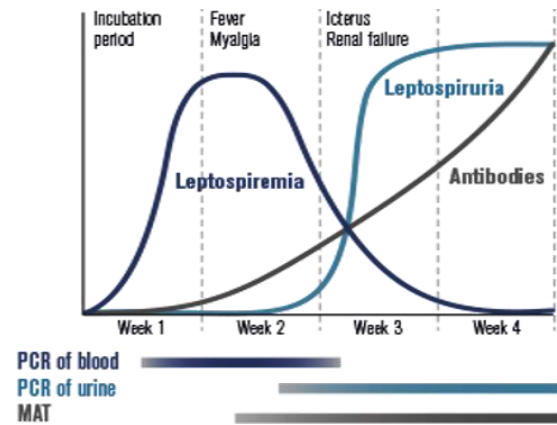 Incubation
period
Fever
Myalgia
Icterus
Renal failure
Leptospiruria
Leptospiremia
Antibodies
Week 1
Week 2
Week 3
Week 4
PCR of blood
PCR of urine
MAT